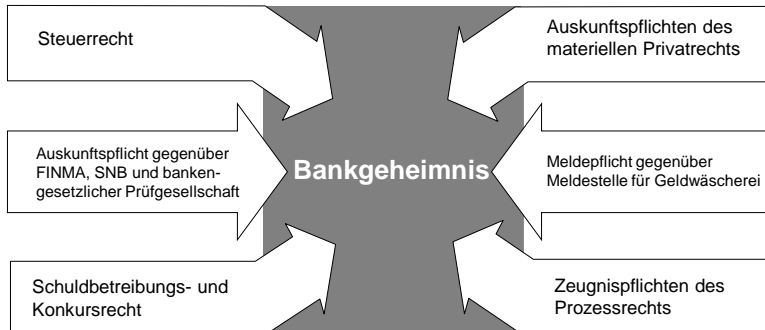 Steuerrecht
Auskunftspflichten des
materiellen Privatrechts
Auskunftspflicht gegenüber
FINMA, SNB und banken-
gesetzlicher Prüfgesellschaft
Bankgeheimnis
Meldepflicht gegenüber
Meldestelle für Geldwäscherei
Schuldbetreibungs- und
Konkursrecht
Zeugnispflichten des
Prozessrechts